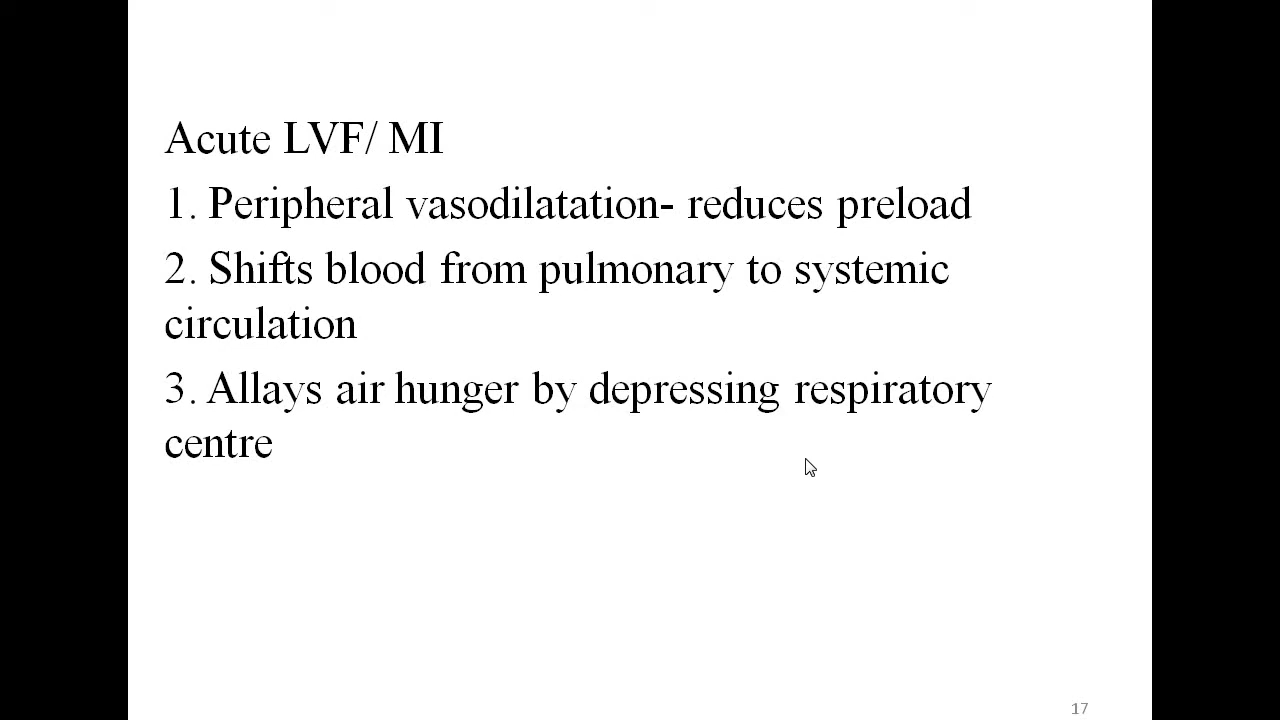 Acute LVF/ MI
1. Peripheral vasodilatation- reduces preload
2. Shifts blood from pulmonary to systemic
circulation
3. Allays air hunger by depressing respiratory
centre
17